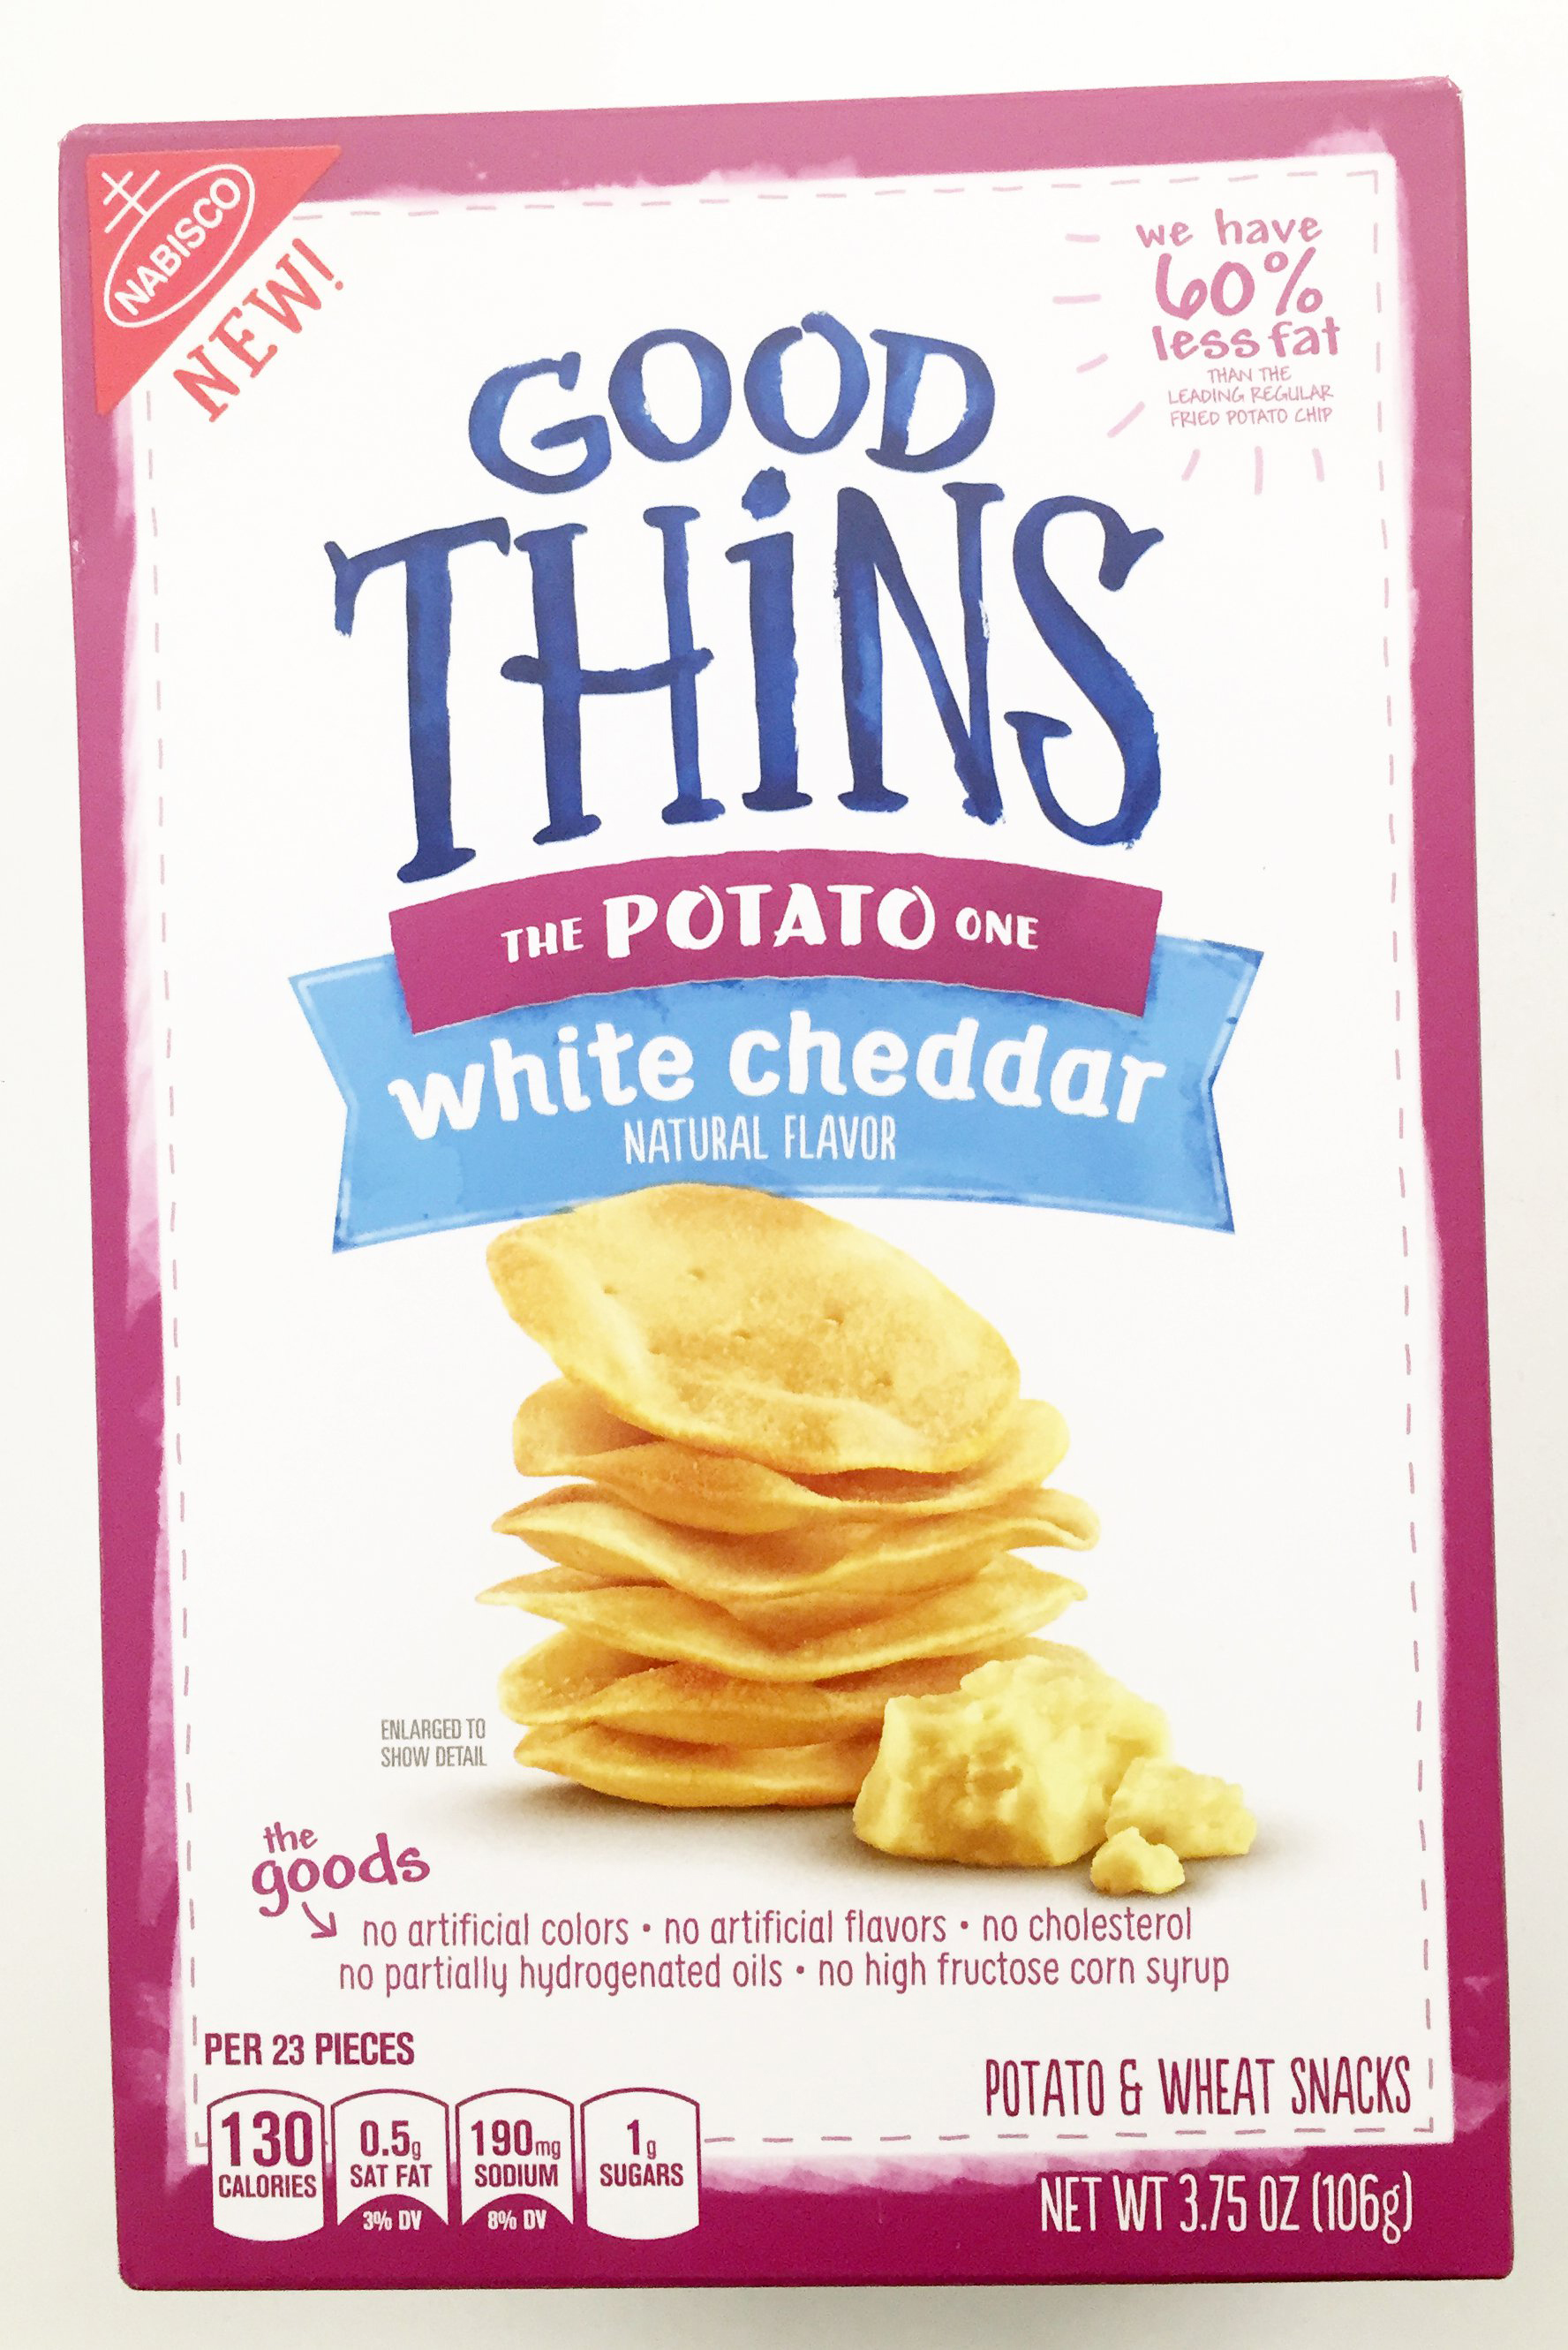 NABISCO
NEW!
we have
60%
less fat
THAN THE
LEADING REGULAR
FRIED POTATO CHIP
GOOD
THiNS
THE POTATO ONE
white cheddar
NATURAL FLAVOR
ENLARGED TO
SHOW DETAIL
the
goods
no artificial colors • no artificial flavors • no cholesterol
no partially hydrogenated oils • no high fructose corn syrup
PER 23 PIECES
130
CALORIES
0.5g
SAT FAT
3% DV
190mg
SODIUM
8% DV
1g
SUGARS
POTATO & WHEAT SNACKS
NET WT 3.75 OZ (106g)